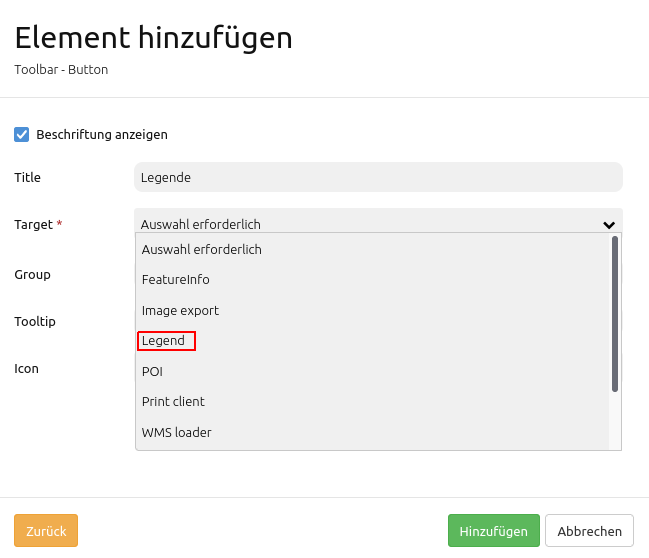 Element hinzufügen
Toolbar - Button
Beschriftung anzeigen
Title Legende
Target * Auswahl erforderlich
Auswahl erforderlich
Group
FeatureInfo
Image export
Tooltip
Legend
Icon
POI
Print client
WMS loader
Zurück Hinzufügen Abbrechen